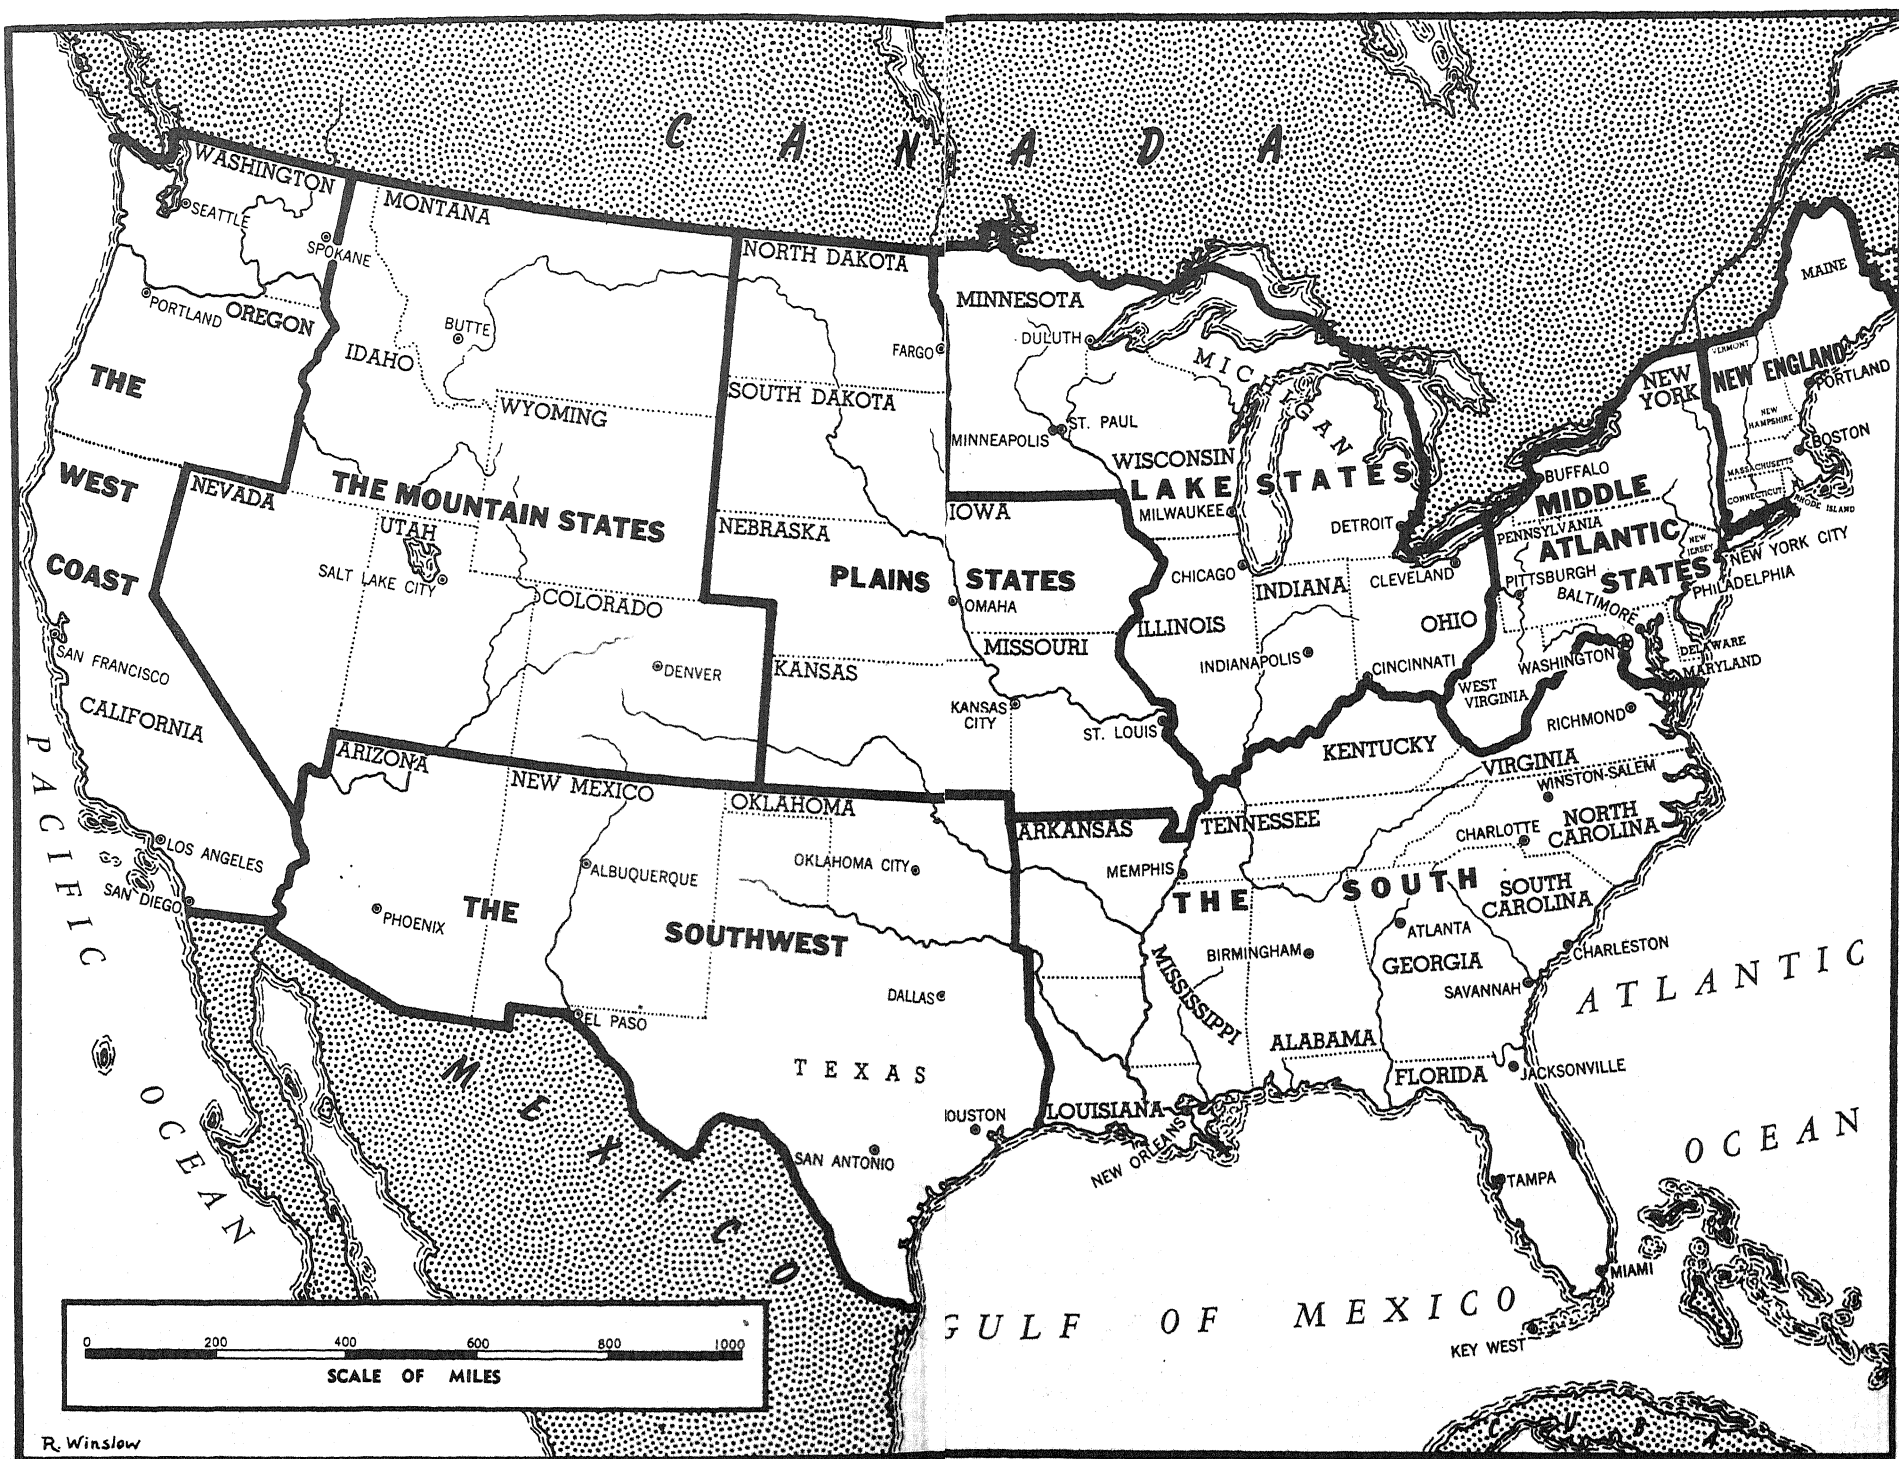 CANADA
WASHINGTON
SEATTLE
SPOKANE
MONTANA
NORTH DAKOTA
MINNESOTA
MAINE
PORTLAND
OREGON
BUTTE
FARGO
DULUTH
MICHIGAN
IDAHO
VERMONT
NEW ENGLAND
NEW
YORK
PORTLAND
THE
WEST
COAST
WYOMING
SOUTH DAKOTA
ST. PAUL
MINNEAPOLIS
NEW
HAMPSHIRE
BOSTON
WISCONSIN
BUFFALO
MASSACHUSETTS
NEVADA
THE MOUNTAIN STATES
LAKE STATES
MIDDLE
ATLANTIC
STATES
CONNECTICUT
RHODE ISLAND
UTAH
NEBRASKA
IOWA
MILWAUKEE
DETROIT
PENNSYLVANIA
NEW
JERSEY
NEW YORK CITY
SALT LAKE CITY
PLAINS STATES
CHICAGO
INDIANA
CLEVELAND
PITTSBURGH
PHILADELPHIA
COLORADO
OMAHA
BALTIMORE
ILLINOIS
OHIO
SAN FRANCISCO
DENVER
KANSAS
MISSOURI
INDIANAPOLIS
CINCINNATI
WASHINGTON
DELAWARE
MARYLAND
CALIFORNIA
KANSAS
CITY
ST. LOUIS
WEST
VIRGINIA
RICHMOND
KENTUCKY
VIRGINIA
ARIZONA
NEW MEXICO
OKLAHOMA
WINSTON-SALEM
ARKANSAS
TENNESSEE
NORTH
CAROLINA
CHARLOTTE
LOS ANGELES
ALBUQUERQUE
OKLAHOMA CITY
MEMPHIS
SAN DIEGO
PHOENIX
THE
SOUTHWEST
THE SOUTH
SOUTH
CAROLINA
ATLANTA
BIRMINGHAM
CHARLESTON
MISSISSIPPI
GEORGIA
SAVANNAH
DALLAS
EL PASO
TEXAS
ALABAMA
FLORIDA
JACKSONVILLE
PACIFIC
OCEAN
ATLANTIC
OCEAN
MEXICO
OUSTON
LOUISIANA
NEW ORLEANS
SAN ANTONIO
TAMPA
MIAMI
GULF OF MEXICO
KEY WEST
CUBA
0 200 400 600 800 1000
SCALE OF MILES
R. Winslow